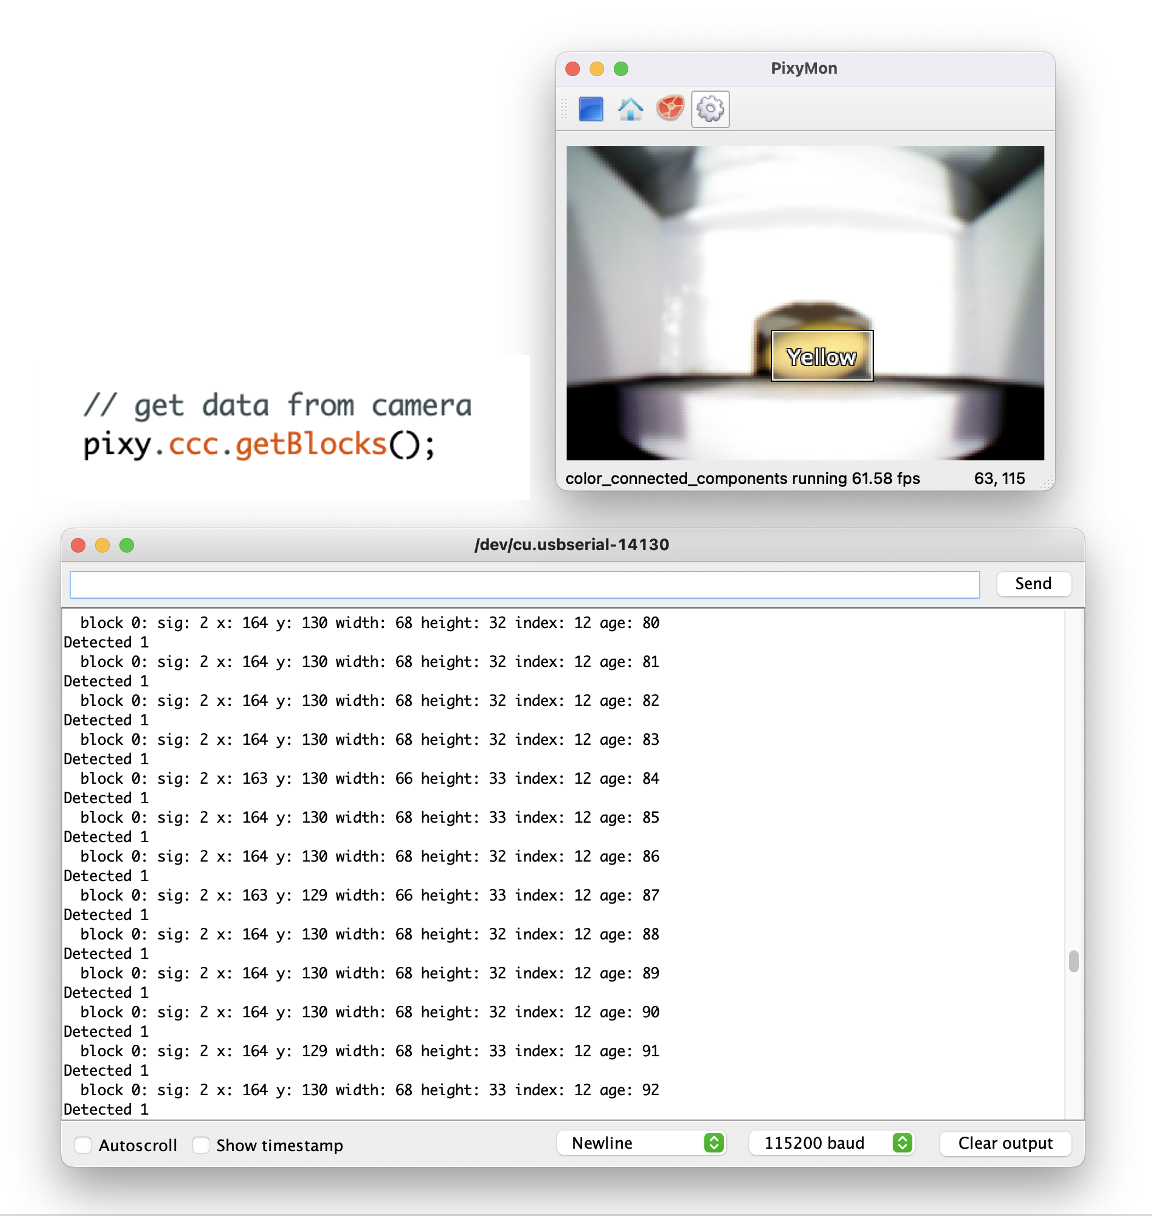 PixyMon
Yellow
color_connected_components running 61.58 fps 63, 115
// get data from camera
pixy.ccc.getBlocks();
/dev/cu.usbserial-14130
Send
block 0: sig: 2 x: 164 y: 130 width: 68 height: 32 index: 12 age: 80
Detected 1
block 0: sig: 2 x: 164 y: 130 width: 68 height: 32 index: 12 age: 81
Detected 1
block 0: sig: 2 x: 164 y: 130 width: 68 height: 32 index: 12 age: 82
Detected 1
block 0: sig: 2 x: 164 y: 130 width: 68 height: 32 index: 12 age: 83
Detected 1
block 0: sig: 2 x: 163 y: 130 width: 66 height: 33 index: 12 age: 84
Detected 1
block 0: sig: 2 x: 164 y: 130 width: 68 height: 33 index: 12 age: 85
Detected 1
block 0: sig: 2 x: 164 y: 130 width: 68 height: 32 index: 12 age: 86
Detected 1
block 0: sig: 2 x: 163 y: 129 width: 66 height: 33 index: 12 age: 87
Detected 1
block 0: sig: 2 x: 164 y: 130 width: 68 height: 32 index: 12 age: 88
Detected 1
block 0: sig: 2 x: 164 y: 130 width: 68 height: 32 index: 12 age: 89
Detected 1
block 0: sig: 2 x: 164 y: 130 width: 68 height: 32 index: 12 age: 90
Detected 1
block 0: sig: 2 x: 164 y: 129 width: 68 height: 33 index: 12 age: 91
Detected 1
block 0: sig: 2 x: 164 y: 130 width: 68 height: 33 index: 12 age: 92
Detected 1
Autoscroll Show timestamp Newline 115200 baud Clear output